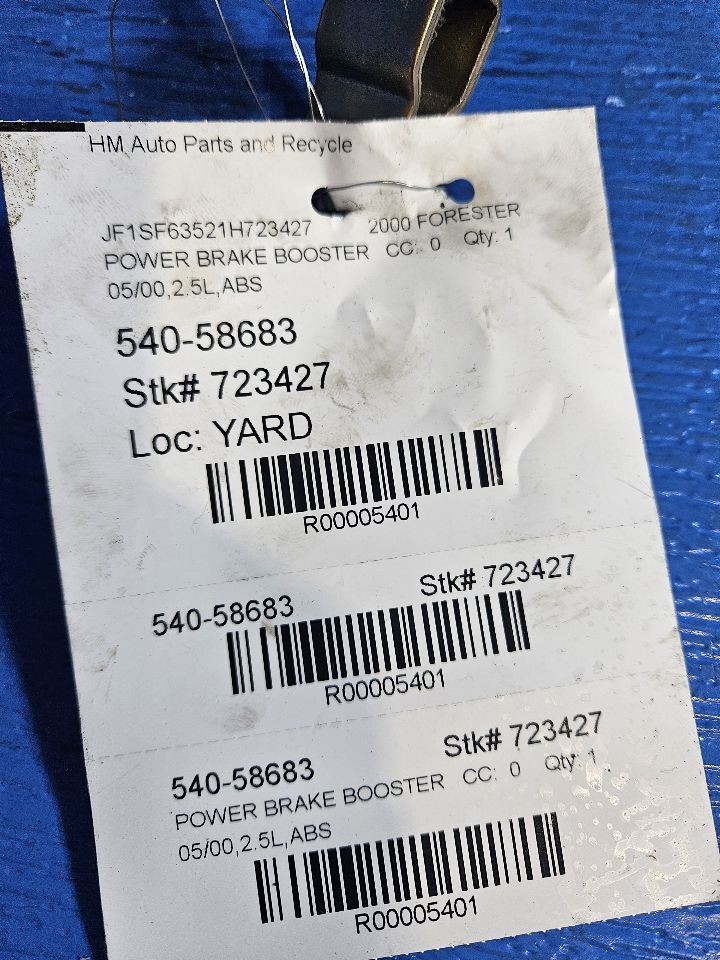 HM Auto Parts and Recycle
JF1SF63521H723427 2000 FORESTER
POWER BRAKE BOOSTER CC: 0 Qty: 1
05/00,2.5L,ABS
540-58683
Stk# 723427
Loc: YARD
R00005401
540-58683 Stk# 723427
R00005401
540-58683 Stk# 723427
POWER BRAKE BOOSTER CC: 0 Qty: 1
05/00,2.5L,ABS
R00005401